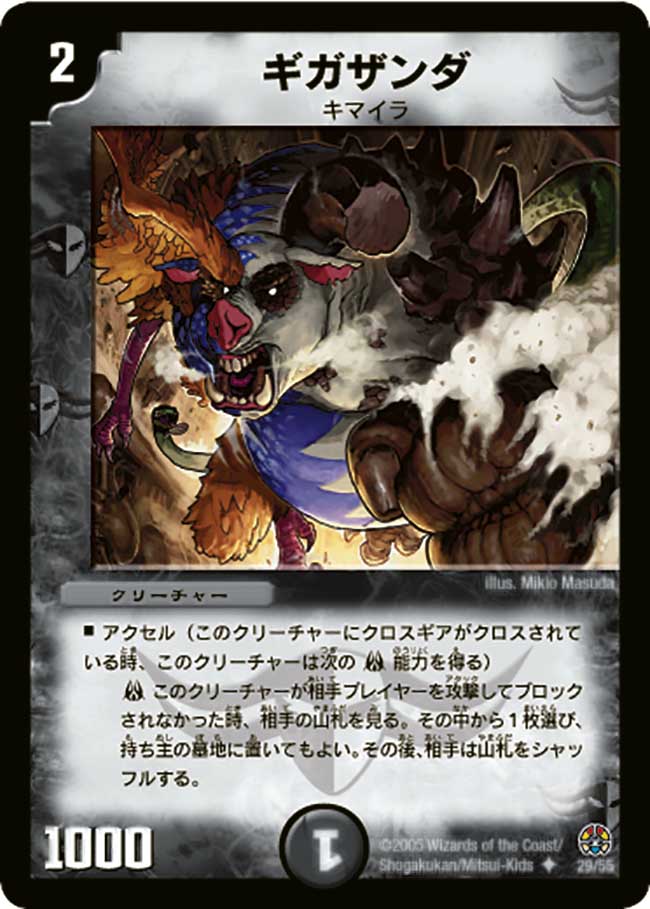 2
ギガザンダ
キマイラ
illus. Mikio Masuda
クリーチャー
■ アクセル（このクリーチャーにクロスギアがクロスされて
いる時、このクリーチャーは次の 能力を得る）
このクリーチャーが相手プレイヤーを攻撃してブロック
されなかった時、相手の山札を見る。その中から1枚選び、
持ち主の墓地に置いてもよい。その後、相手は山札をシャッ
フルする。
1000
1
©2005 Wizards of the Coast/
Shogakukan/Mitsui-Kids
29/55